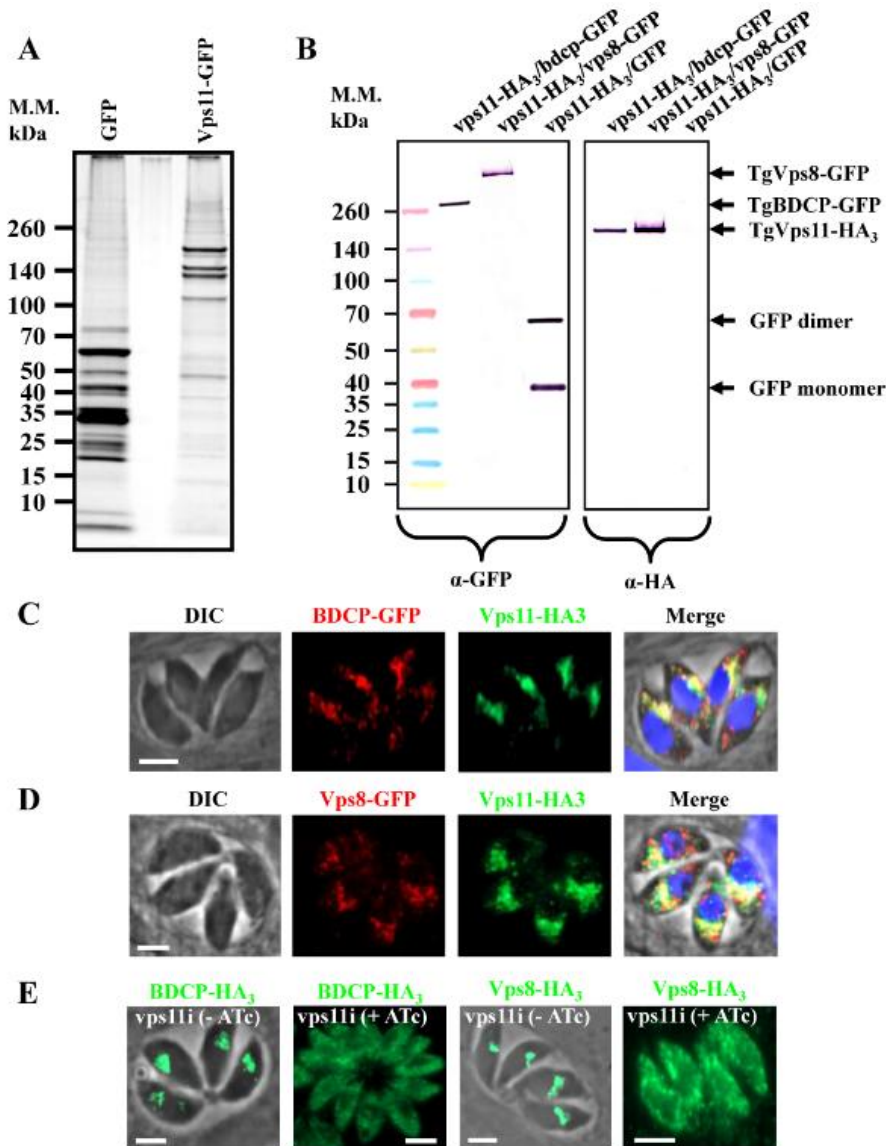 A
M.M.
kDa
GFP
Vps11-GFP
260
140
100
70
50
40
35
25
15
10
B
M.M.
kDa
vps11-HA3/bdcp-GFP
vps11-HA3/vps8-GFP
vps11-HA3/GFP
vps11-HA3/bdcp-GFP
vps11-HA3/vps8-GFP
vps11-HA3/GFP
260
140
100
70
50
40
35
25
15
10
TgVps8-GFP
TgBDCP-GFP
TgVps11-HA3
GFP dimer
GFP monomer
α-GFP
α-HA
C
DIC
BDCP-GFP
Vps11-HA3
Merge
D
DIC
Vps8-GFP
Vps11-HA3
Merge
E
BDCP-HA3
vps11i (- ATc)
BDCP-HA3
vps11i (+ ATc)
Vps8-HA3
vps11i (- ATc)
Vps8-HA3
vps11i (+ ATc)